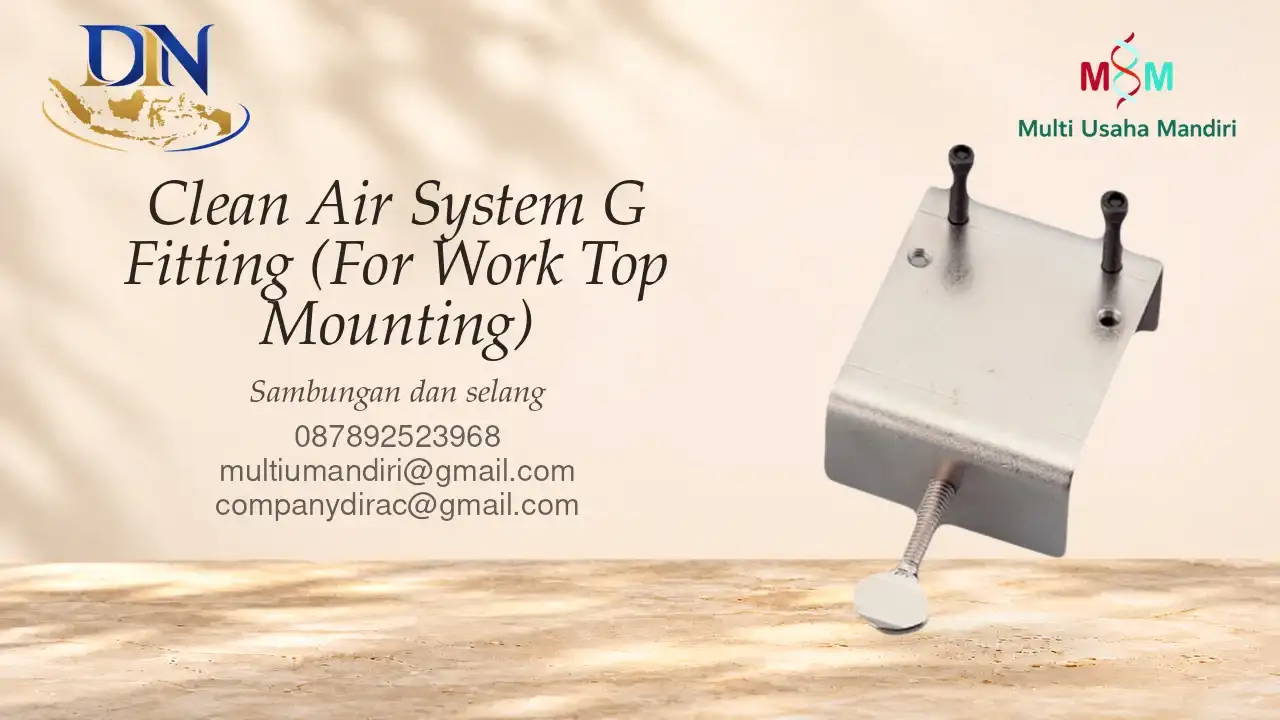 DN
M M
Multi Usaha Mandiri
Clean Air System G
Fitting (For Work Top
Mounting)
Sambungan dan selang
087892523968
multiumandiri@gmail.com
companydirac@gmail.com